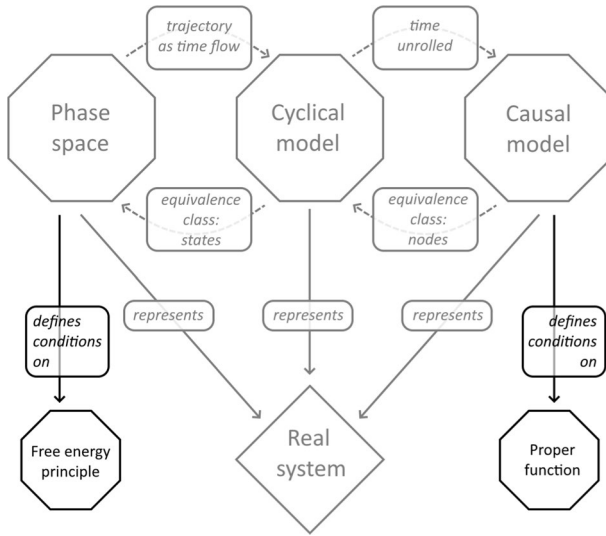 trajectory
as time flow
time
unrolled
Phase
space
Cyclical
model
Causal
model
equivalence
class:
states
equivalence
class:
nodes
represents
represents
represents
defines
conditions
on
defines
conditions
on
Free energy
principle
Real
system
Proper
function